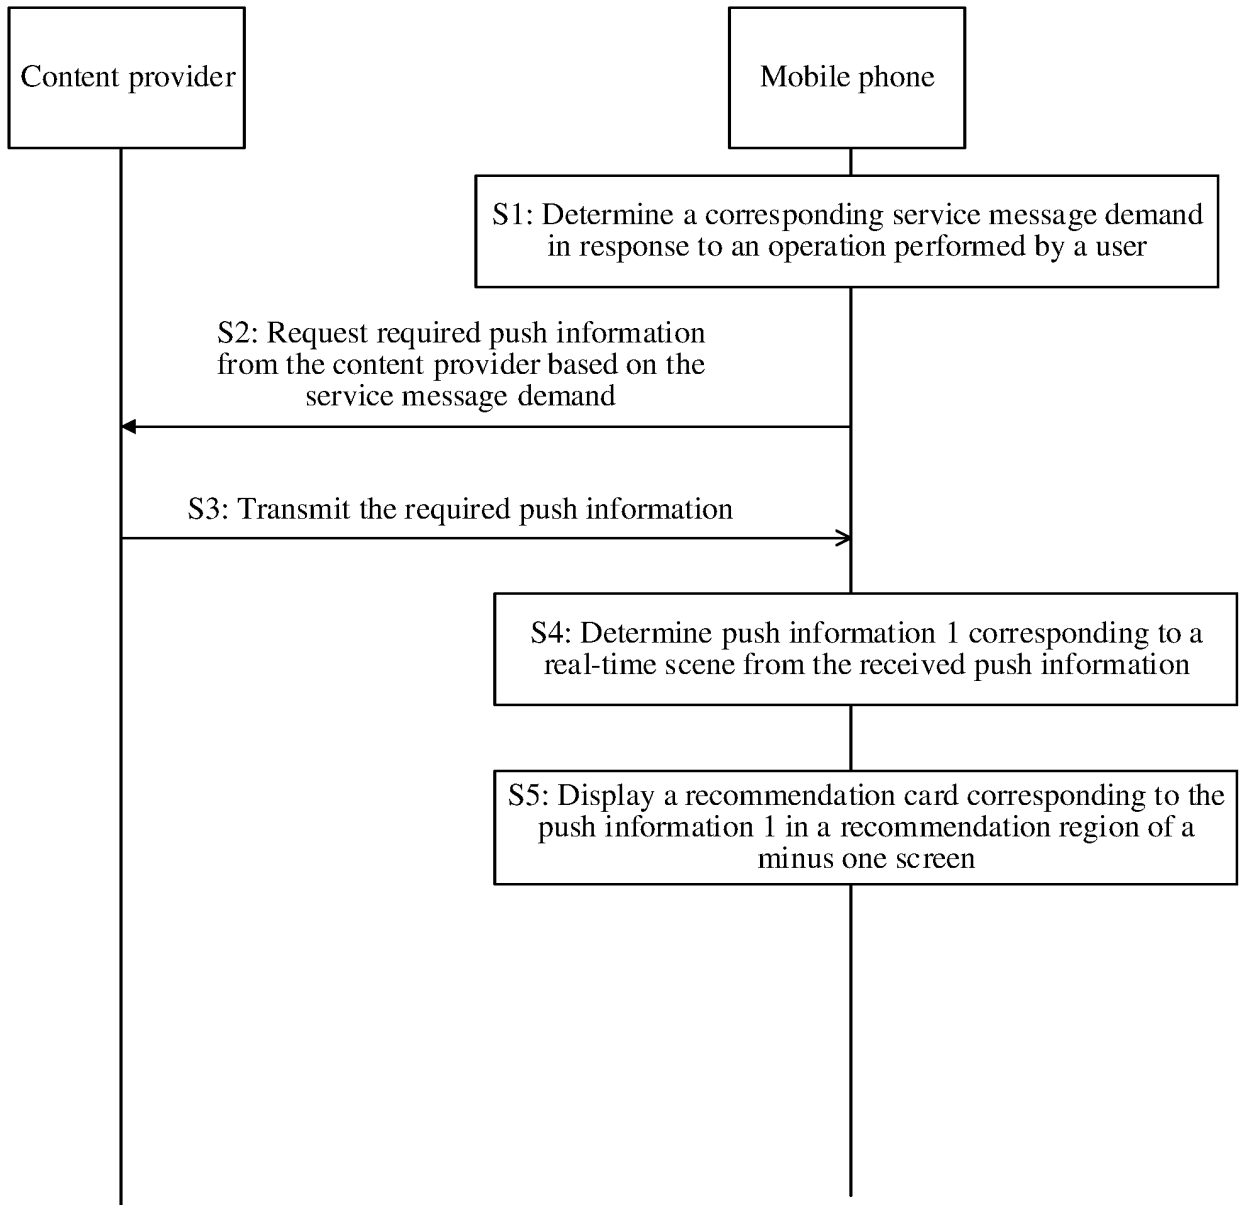 Content provider
Mobile phone
S1: Determine a corresponding service message demand
in response to an operation performed by a user
S2: Request required push information
from the content provider based on the
service message demand
S3: Transmit the required push information
S4: Determine push information 1 corresponding to a
real-time scene from the received push information
S5: Display a recommendation card corresponding to the
push information 1 in a recommendation region of a
minus one screen